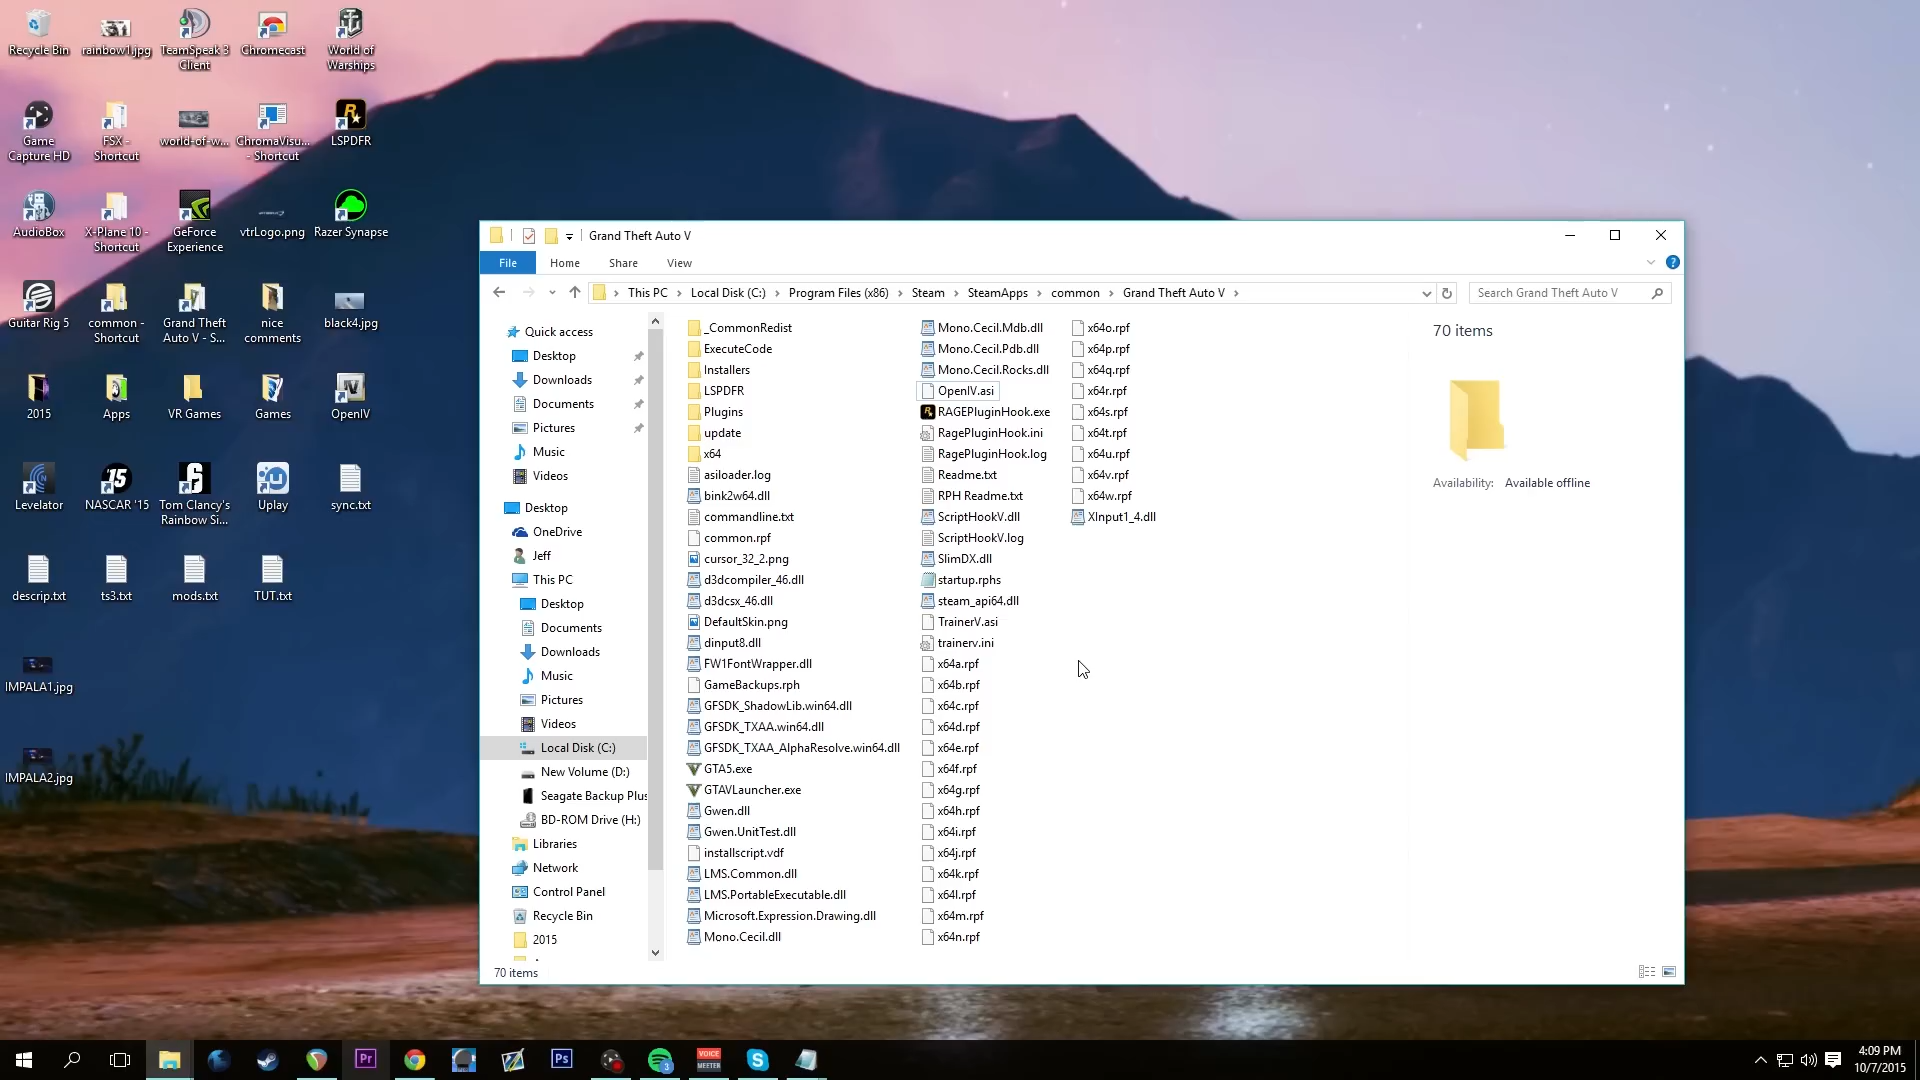 Recycle Bin
rainbow1.jpg
TeamSpeak 3
Client
Chromecast
World of
Warships
Game
Capture HD
FSX -
Shortcut
world-of-w...
ChromaVisu...
- Shortcut
LSPDFR
AudioBox
X-Plane 10 -
Shortcut
GeForce
Experience
vtrLogo.png
Razer Synapse
Guitar Rig 5
common -
Shortcut
Grand Theft
Auto V - S...
nice
comments
black4.jpg
2015
Apps
VR Games
Games
OpenIV
Levelator
NASCAR '15
Tom Clancy's
Rainbow Si...
Uplay
sync.txt
descrip.txt
ts3.txt
mods.txt
TUT.txt
IMPALA1.jpg
IMPALA2.jpg
Grand Theft Auto V
File
Home
Share
View
This PC
Local Disk (C:)
Program Files (x86)
Steam
SteamApps
common
Grand Theft Auto V
Search Grand Theft Auto V
Quick access
Desktop
Downloads
Documents
Pictures
Music
Videos
Desktop
OneDrive
Jeff
This PC
Desktop
Documents
Downloads
Music
Pictures
Videos
Local Disk (C:)
New Volume (D:)
Seagate Backup Plus
BD-ROM Drive (H:)
Libraries
Network
Control Panel
Recycle Bin
2015
_CommonRedist
ExecuteCode
Installers
LSPDFR
Plugins
update
x64
asiloader.log
bink2w64.dll
commandline.txt
common.rpf
cursor_32_2.png
d3dcompiler_46.dll
d3dcsx_46.dll
DefaultSkin.png
dinput8.dll
FW1FontWrapper.dll
GameBackups.rph
GFSDK_ShadowLib.win64.dll
GFSDK_TXAA.win64.dll
GFSDK_TXAA_AlphaResolve.win64.dll
GTA5.exe
GTAVLauncher.exe
Gwen.dll
Gwen.UnitTest.dll
installscript.vdf
LMS.Common.dll
LMS.PortableExecutable.dll
Microsoft.Expression.Drawing.dll
Mono.Cecil.dll
Mono.Cecil.Mdb.dll
Mono.Cecil.Pdb.dll
Mono.Cecil.Rocks.dll
OpenIV.asi
RAGEPluginHook.exe
RagePluginHook.ini
RagePluginHook.log
Readme.txt
RPH Readme.txt
ScriptHookV.dll
ScriptHookV.log
SlimDX.dll
startup.rphs
steam_api64.dll
TrainerV.asi
trainerv.ini
x64a.rpf
x64b.rpf
x64c.rpf
x64d.rpf
x64e.rpf
x64f.rpf
x64g.rpf
x64h.rpf
x64i.rpf
x64j.rpf
x64k.rpf
x64l.rpf
x64m.rpf
x64n.rpf
x64o.rpf
x64p.rpf
x64q.rpf
x64r.rpf
x64s.rpf
x64t.rpf
x64u.rpf
x64v.rpf
x64w.rpf
XInput1_4.dll
70 items
Availability: Available offline
70 items
Pr
Ps
3
VOICE
MEETER
4:09 PM
10/7/2015